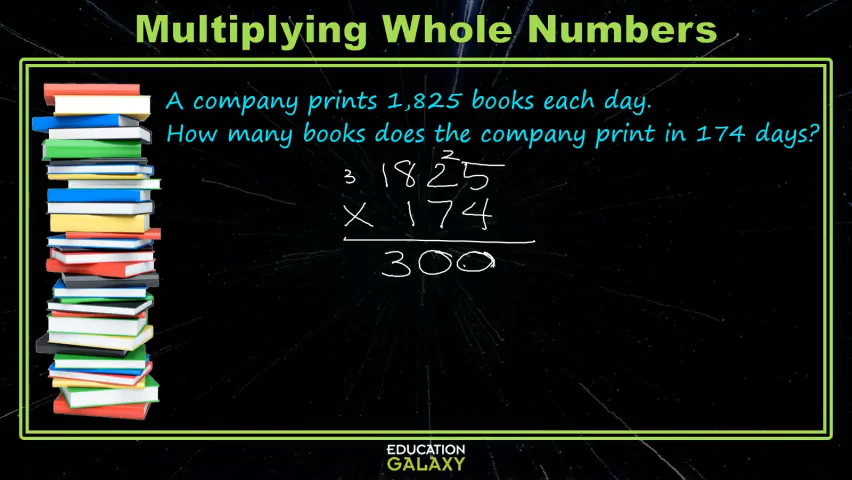 Multiplying Whole Numbers
A company prints 1,825 books each day.
How many books does the company print in 174 days?
2
3 1825
X 174
300
EDUCATION
GALAXY